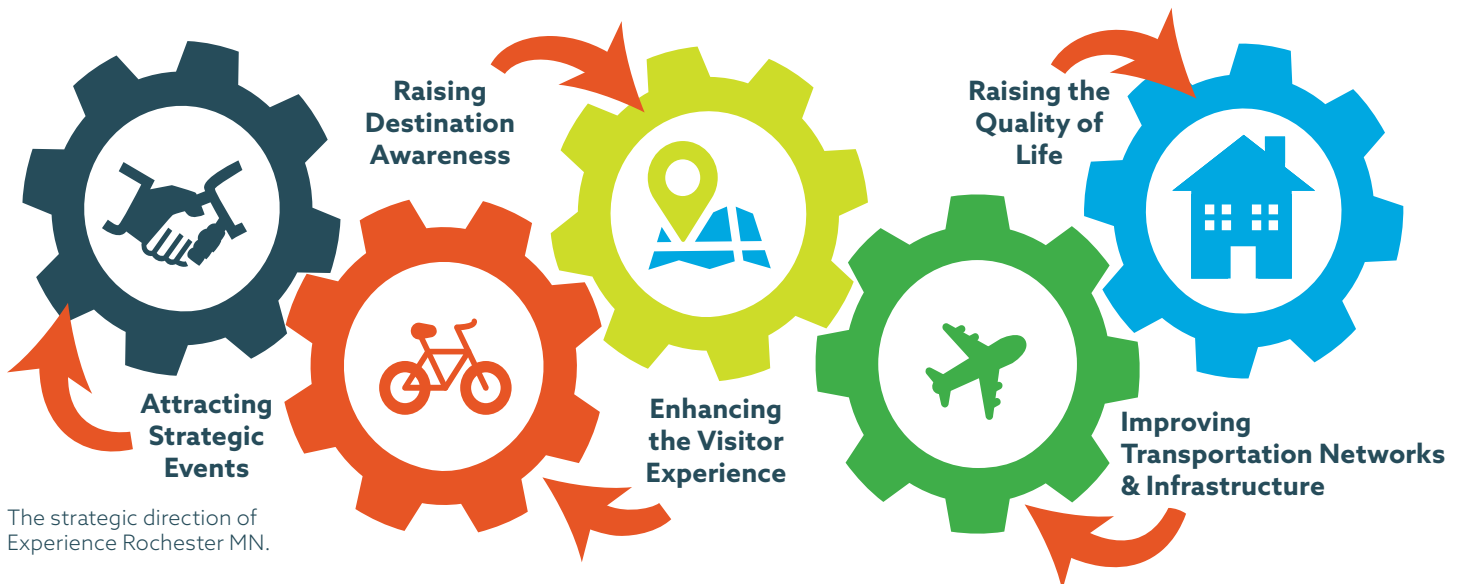 Raising
Destination
Awareness
Raising the
Quality of
Life
Attracting
Strategic
Events
Enhancing
the Visitor
Experience
Improving
Transportation Networks
& Infrastructure
The strategic direction of
Experience Rochester MN.